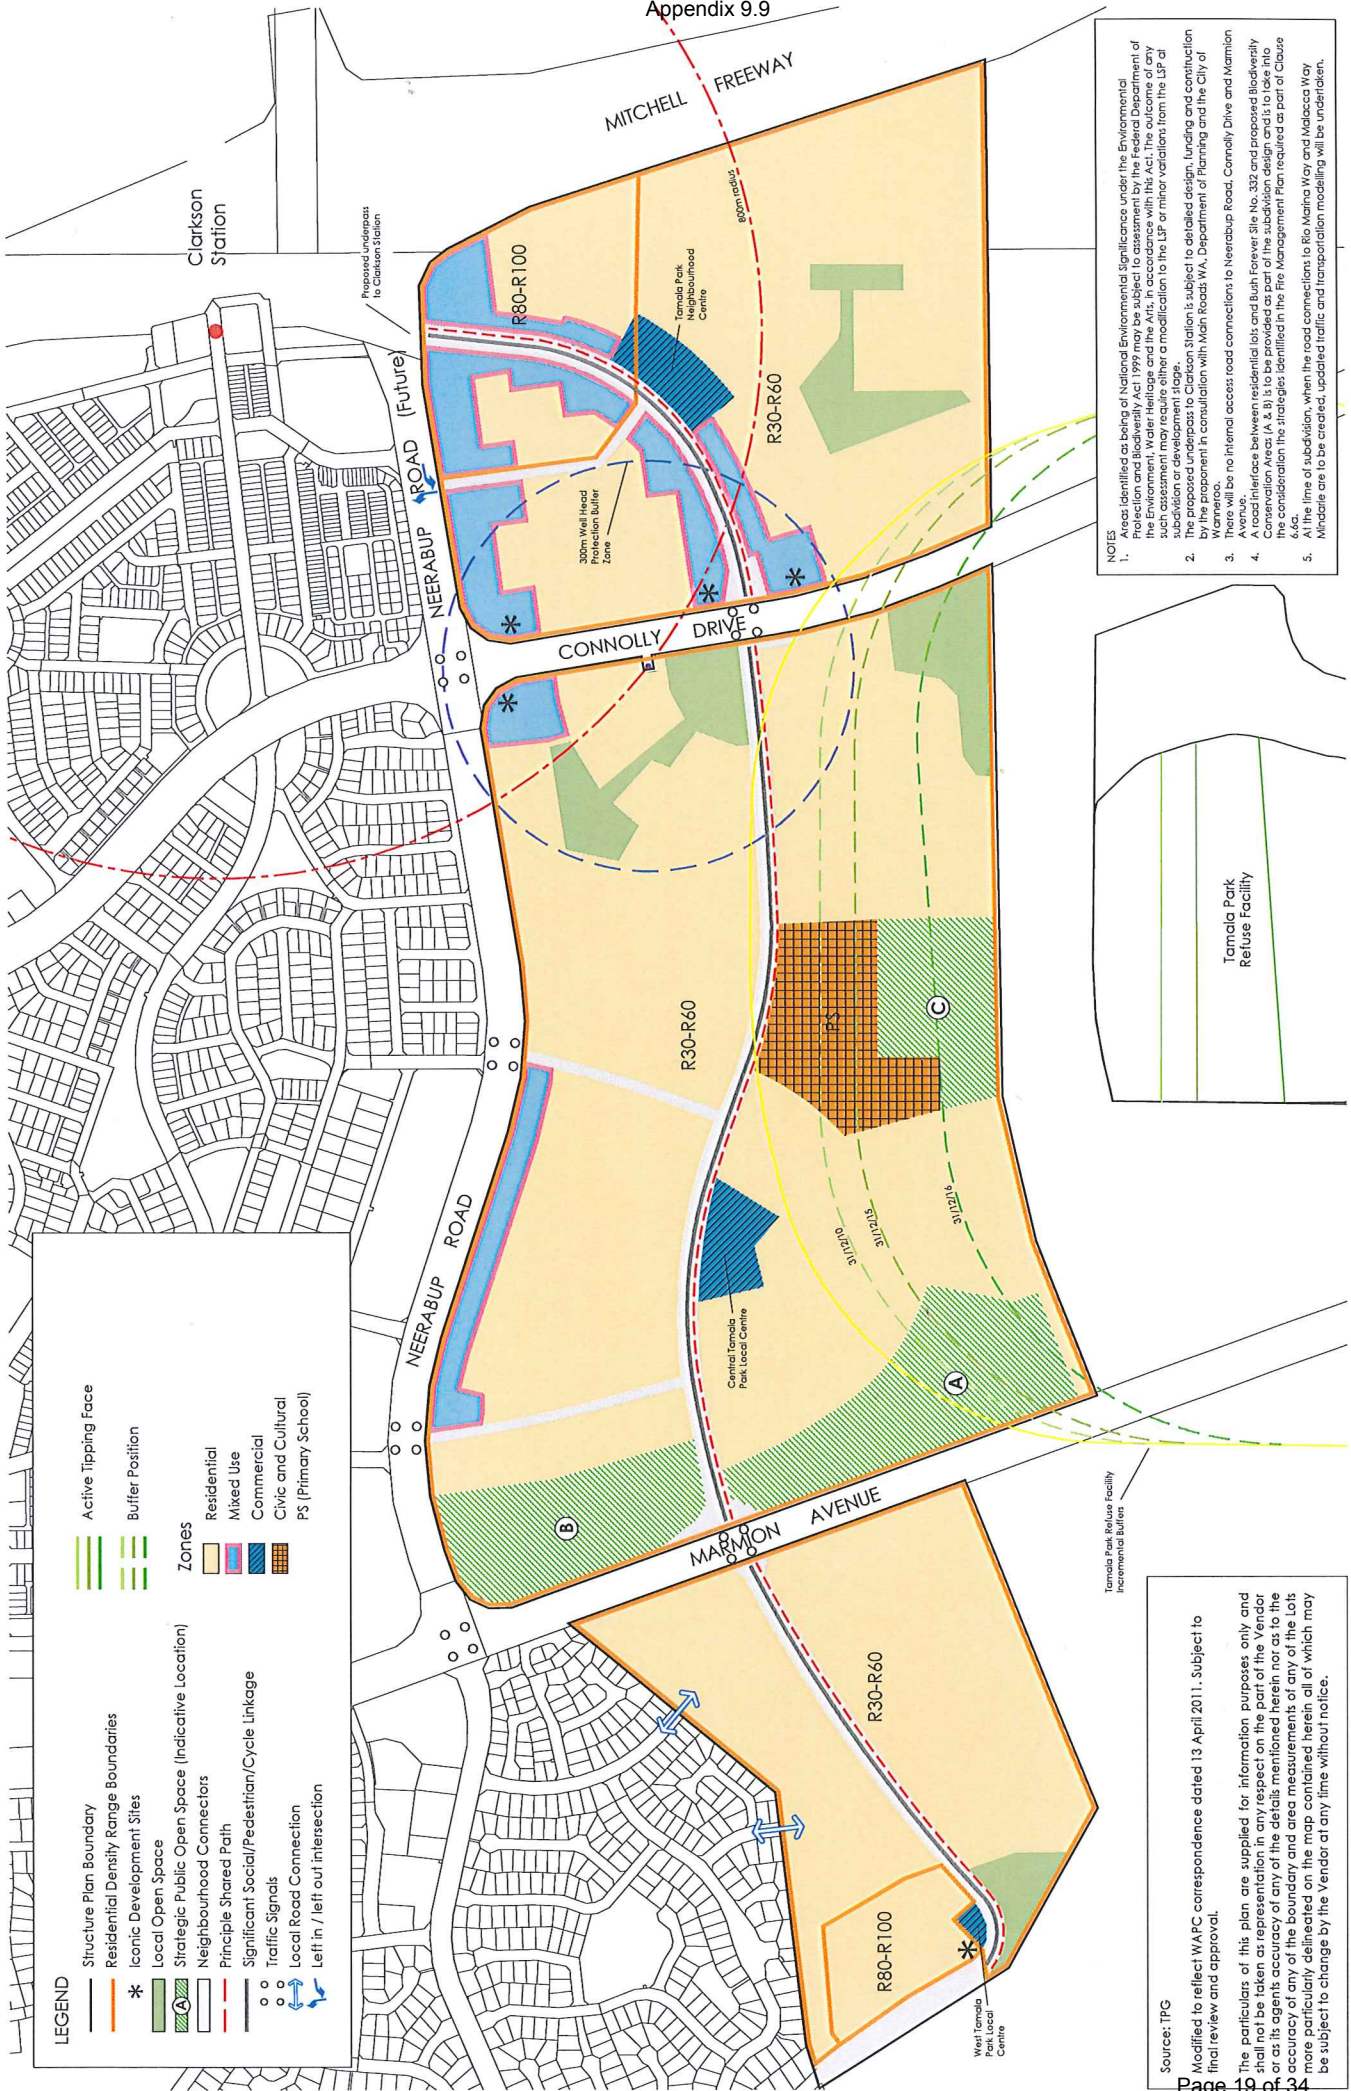 Appendix 9.9
LEGEND
Structure Plan Boundary
Residential Density Range Boundaries
Iconic Development Sites
Local Open Space
A
Strategic Public Open Space (Indicative Location)
Neighbourhood Connectors
Principle Shared Path
Significant Social/Pedestrian/Cycle Linkage
Traffic Signals
Local Road Connection
Left in / left out intersection
Active Tipping Face
Buffer Position
Zones
Residential
Mixed Use
Commercial
Civic and Cultural
PS (Primary School)
Clarkson
Station
Proposed underpass
to Clarkson Station
MITCHELL FREEWAY
NEERABUP ROAD (Future)
NEERABUP ROAD
CONNOLLY DRIVE
MARMION AVENUE
R80-R100
800m radius
Tamala Park
Neighbourhood
Centre
R30-R60
300m Well Head
Protection Buffer
Zone
R30-R60
PS
C
Central Tamala
Park Local Centre
31/12/10
31/12/15
31/12/16
A
B
R30-R60
R80-R100
West Tamala
Park Local
Centre
Tamala Park Refuse Facility
Incremental Buffers
Tamala Park
Refuse Facility
NOTES
1. Areas identified as being of National Environmental Significance under the Environmental
Protection and Biodiversity Act 1999 may be subject to assessment by the Federal Department of
the Environment, Water Heritage and the Arts, in accordance with this Act. The outcome of any
such assessment may require either a modification to the LSP or minor variations from the LSP at
subdivision or development stage.
2. The proposed underpass to Clarkson Station is subject to detailed design, funding and construction
by the proponent in consultation with Main Roads WA, Department of Planning and the City of
Wanneroo.
3. There will be no internal access road connections to Neerabup Road, Connolly Drive and Marmion
Avenue.
4. A road interface between residential lots and Bush Forever Site No. 332 and proposed Biodiversity
Conservation Areas (A & B) is to be provided as part of the subdivision design and is to take into
the consideration the strategies identified in the Fire Management Plan required as part of Clause
6.6a.
5. At the time of subdivision, when the road connections to Rio Marina Way and Malacca Way
Mindarie are to be created, updated traffic and transportation modelling will be undertaken.
Source: TPG
Modified to reflect WAPC correspondence dated 13 April 2011. Subject to
final review and approval.
The particulars of this plan are supplied for information purposes only and
shall not be taken as representation in any respect on the part of the Vendor
or as its agents accuracy of any of the details mentioned herein nor as to the
accuracy of any of the boundary and area measurements of any of the Lots
more particularly delineated on the map contained herein all of which may
be subject to change by the Vendor at any time without notice.
Page 19 of 34